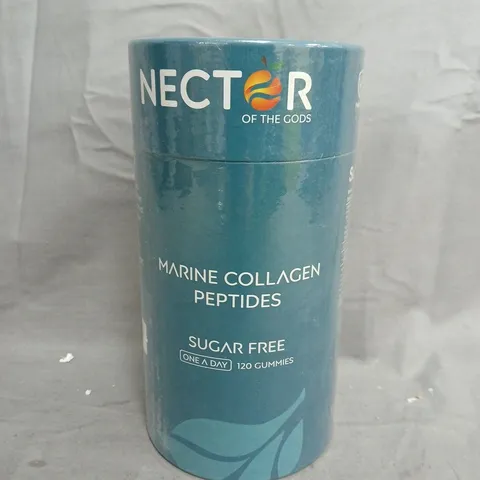 NECTOR
OF THE GODS
MARINE COLLAGEN
PEPTIDES
SUGAR FREE
ONE A DAY 120 GUMMIES